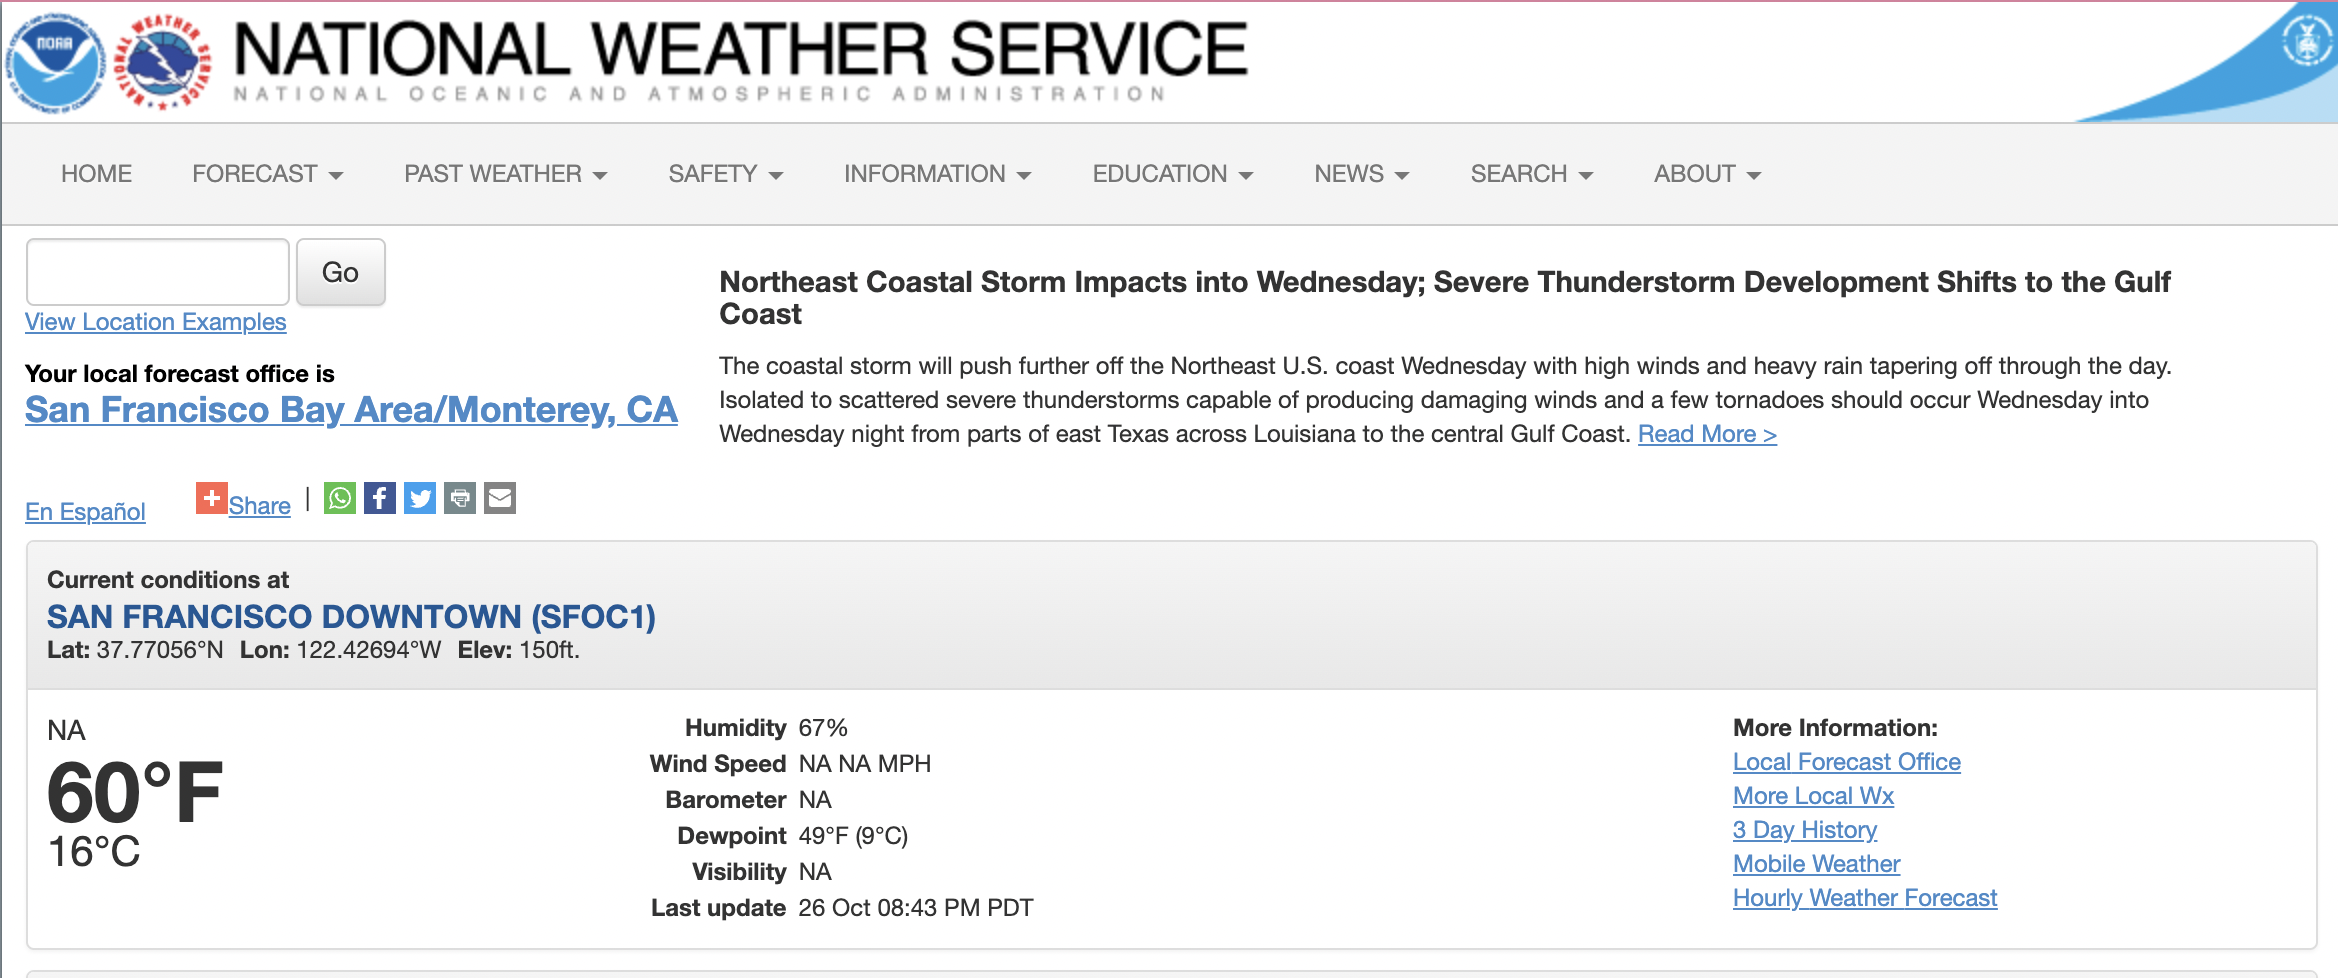 NOAA
NATIONAL WEATHER SERVICE
NATIONAL OCEANIC AND ATMOSPHERIC ADMINISTRATION
HOME FORECAST PAST WEATHER SAFETY INFORMATION EDUCATION NEWS SEARCH ABOUT
Go
View Location Examples
Your local forecast office is
San Francisco Bay Area/Monterey, CA
En Español
Share |
Northeast Coastal Storm Impacts into Wednesday; Severe Thunderstorm Development Shifts to the Gulf
Coast
The coastal storm will push further off the Northeast U.S. coast Wednesday with high winds and heavy rain tapering off through the day.
Isolated to scattered severe thunderstorms capable of producing damaging winds and a few tornadoes should occur Wednesday into
Wednesday night from parts of east Texas across Louisiana to the central Gulf Coast. Read More >
Current conditions at
SAN FRANCISCO DOWNTOWN (SFOC1)
Lat: 37.77056°N Lon: 122.42694°W Elev: 150ft.
NA
60°F
16°C
Humidity 67%
Wind Speed NA NA MPH
Barometer NA
Dewpoint 49°F (9°C)
Visibility NA
Last update 26 Oct 08:43 PM PDT
More Information:
Local Forecast Office
More Local Wx
3 Day History
Mobile Weather
Hourly Weather Forecast